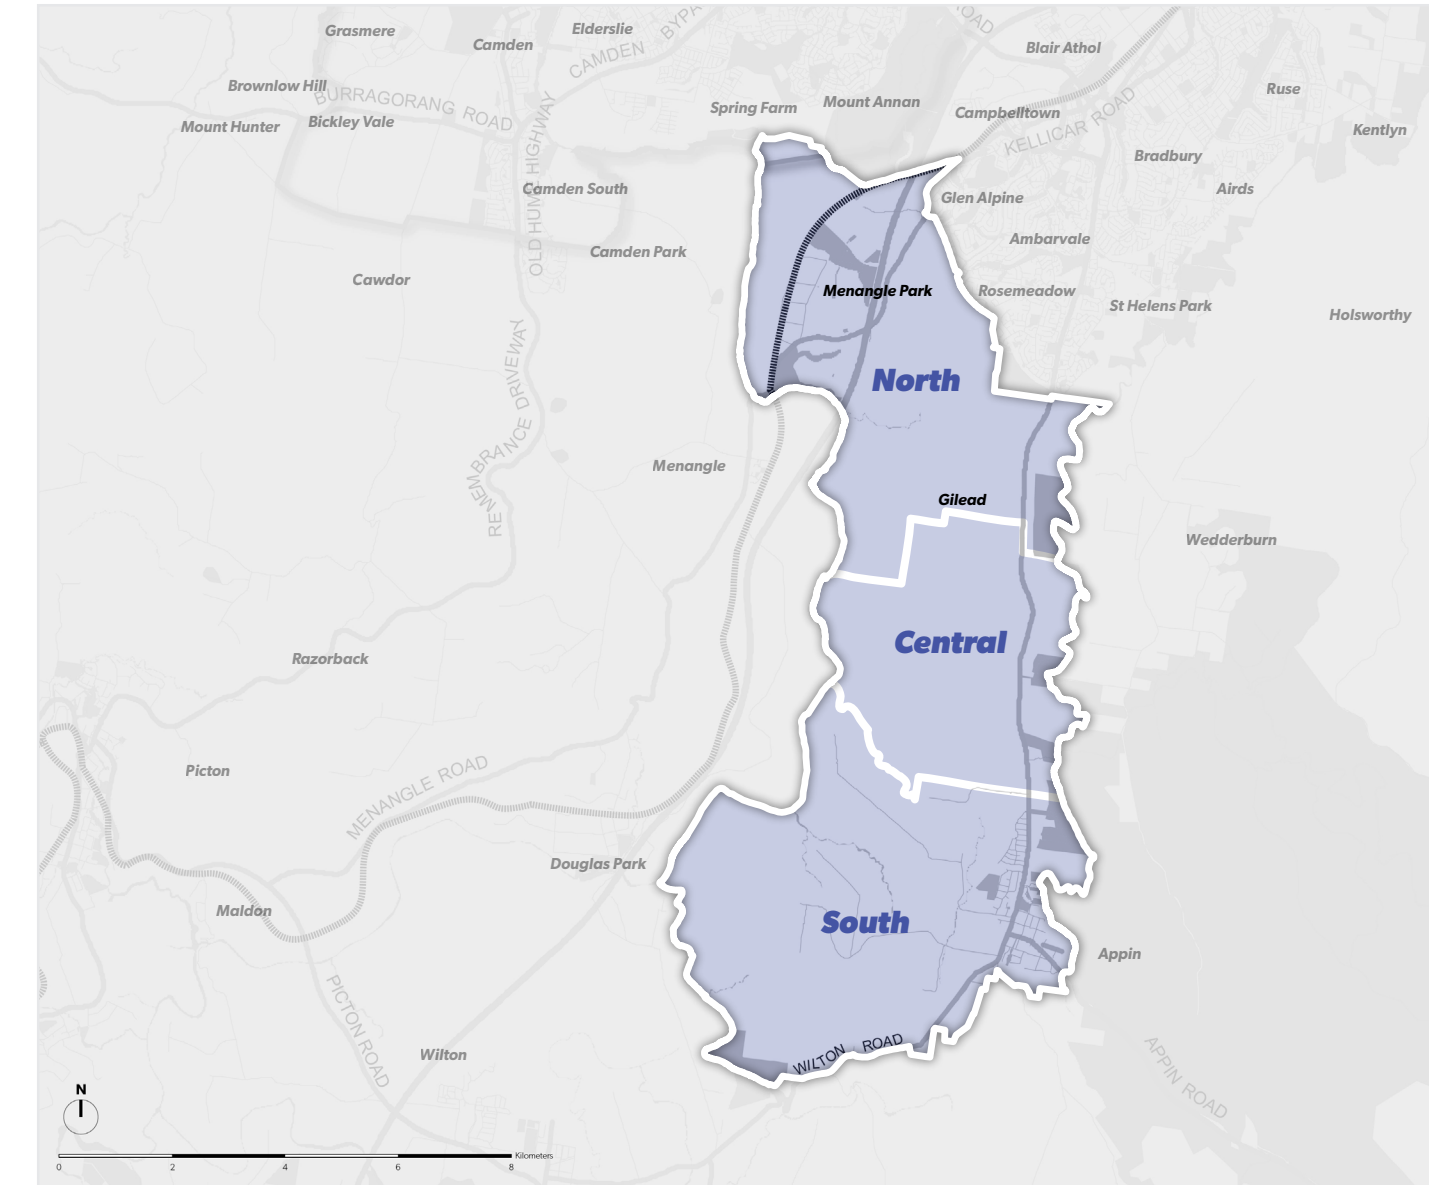 Grasmere
Camden
Elderslie
CAMDEN BYPA
ROAD
Blair Athol
Brownlow Hill
BURRAGORANG ROAD
Mount Hunter
Bickley Vale
OLD HUME HIGHWAY
Spring Farm
Mount Annan
Campbelltown
KELLICAR ROAD
Ruse
Kentlyn
Bradbury
Airds
Camden South
Glen Alpine
Ambarvale
Camden Park
Cawdor
Menangle Park
Rosemeadow
St Helens Park
Holsworthy
REMEMBRANCE DRIVEWAY
North
Menangle
Gilead
Wedderburn
Central
Razorback
Picton
MENANGLE ROAD
Douglas Park
Maldon
South
Appin
PICTON ROAD
WILTON ROAD
Wilton
APPIN ROAD
N
0 2 4 6 8 Kilometers